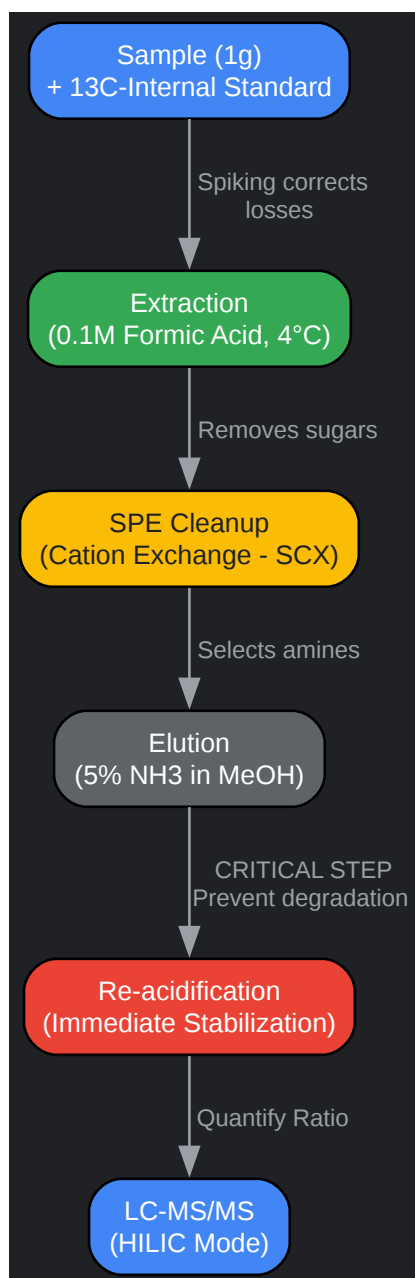 Sample (1g)
+ 13C-Internal Standard
Spiking corrects
losses
Extraction
(0.1M Formic Acid, 4°C)
Removes sugars
SPE Cleanup
(Cation Exchange - SCX)
Selects amines
Elution
(5% NH3 in MeOH)
CRITICAL STEP
Prevent degradation
Re-acidification
(Immediate Stabilization)
Quantify Ratio
LC-MS/MS
(HILIC Mode)